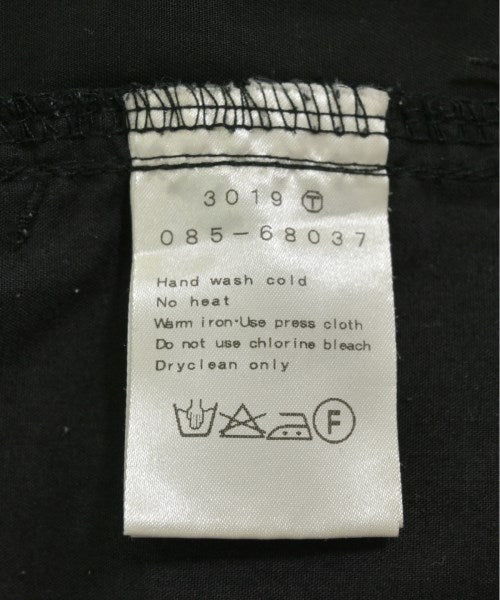 3019 Ⓣ
085-68037
Hand wash cold
No heat
Warm iron·Use press cloth
Do not use chlorine bleach
Dryclean only
F